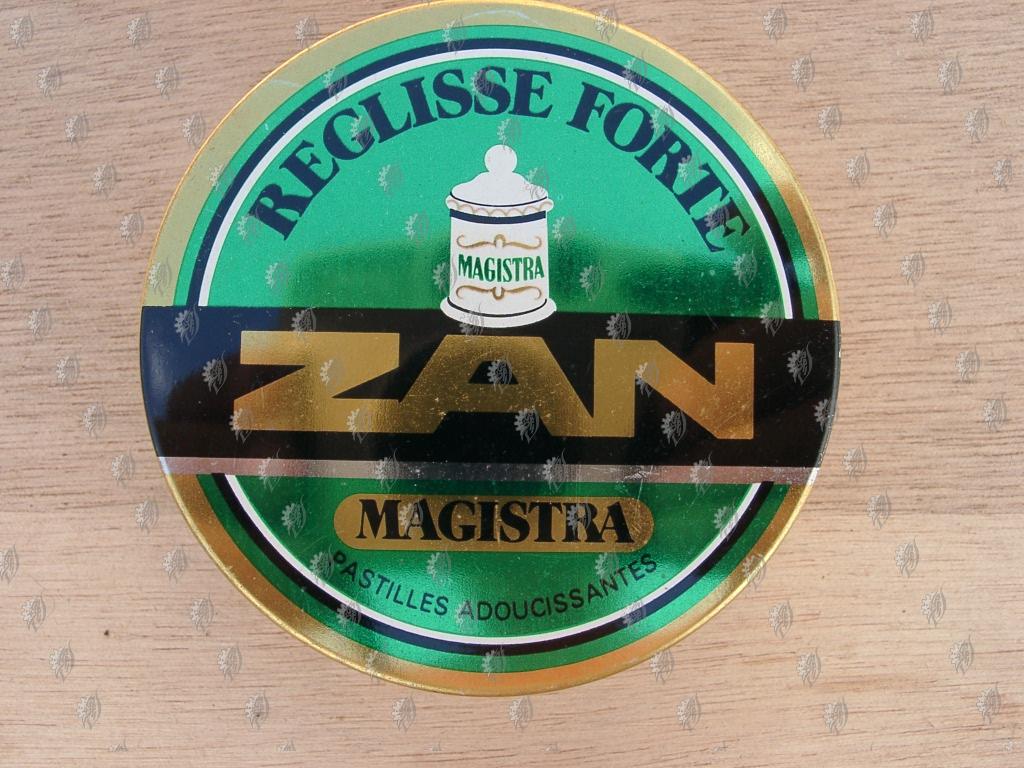 REGLISSE FORTE
MAGISTRA
ZAN
MAGISTRA
PASTILLES ADOUCISSANTES